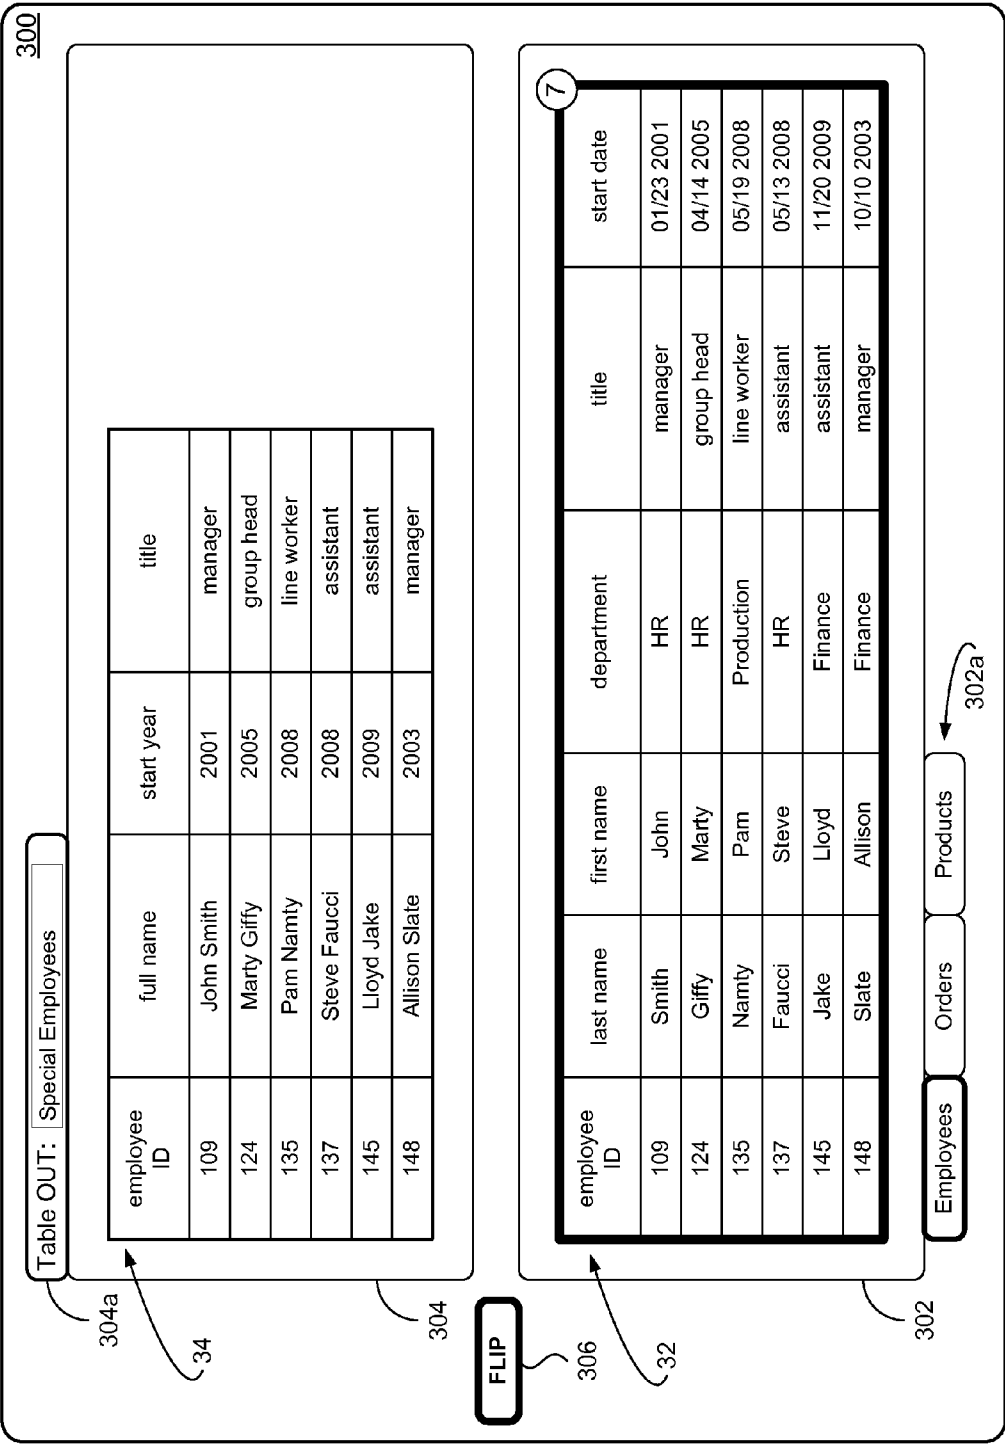 300
Table OUT: Special Employees
304a
employee ID full name start year title
109 John Smith 2001 manager
124 Marty Giffy 2005 group head
135 Pam Namty 2008 line worker
137 Steve Faucci 2008 assistant
145 Lloyd Jake 2009 assistant
148 Allison Slate 2003 manager
34
304
FLIP
306
7
employee ID last name first name department title start date
109 Smith John HR manager 01/23 2001
124 Giffy Marty HR group head 04/14 2005
135 Namty Pam Production line worker 05/19 2008
137 Faucci Steve HR assistant 05/13 2008
145 Jake Lloyd Finance assistant 11/20 2009
148 Slate Allison Finance manager 10/10 2003
32
302
Employees Orders Products
302a